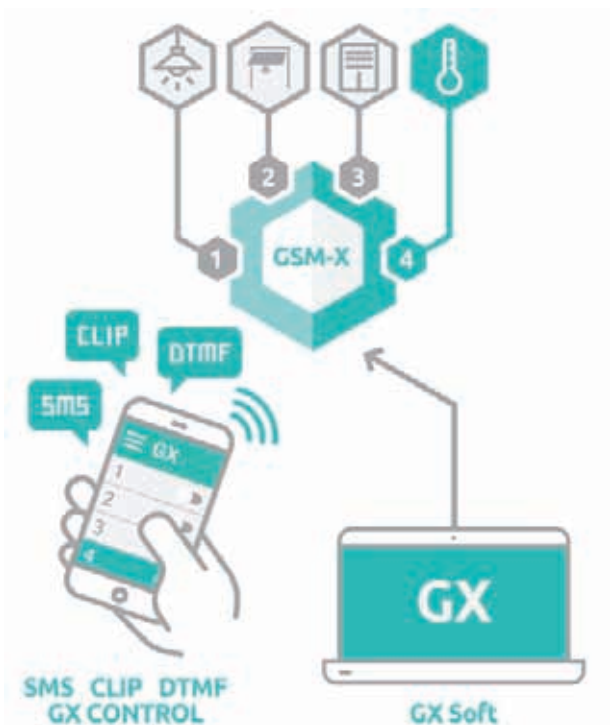 2
3
GSM-X
1
4
CLIP
DTMF
SMS
GX
1
2
3
4
GX
SMS CLIP DTMF
GX CONTROL
GX Soft